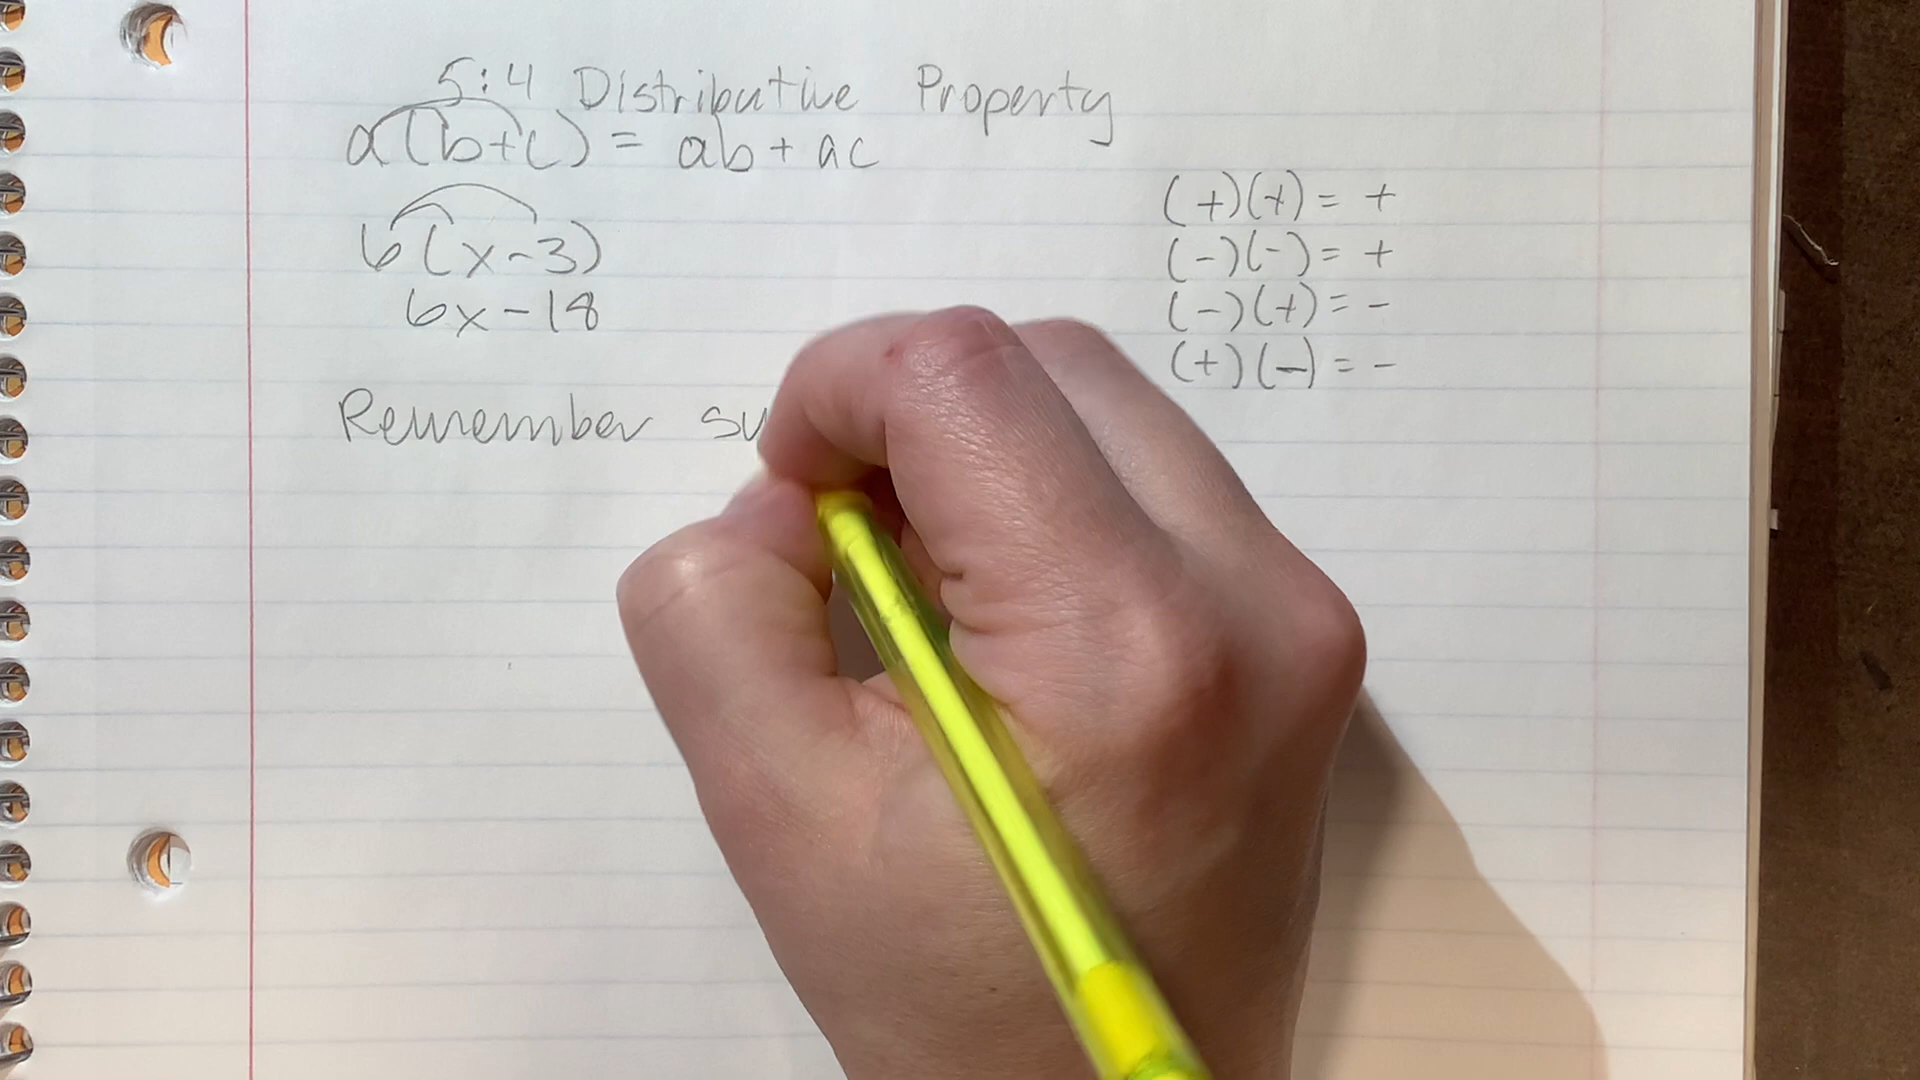 5:4 Distributive Property
a(b+c) = ab + ac
6(x-3)
6x-18
(+)(+) = +
(-)(-) = +
(-)(+) = -
(+)(-) = -
Remember